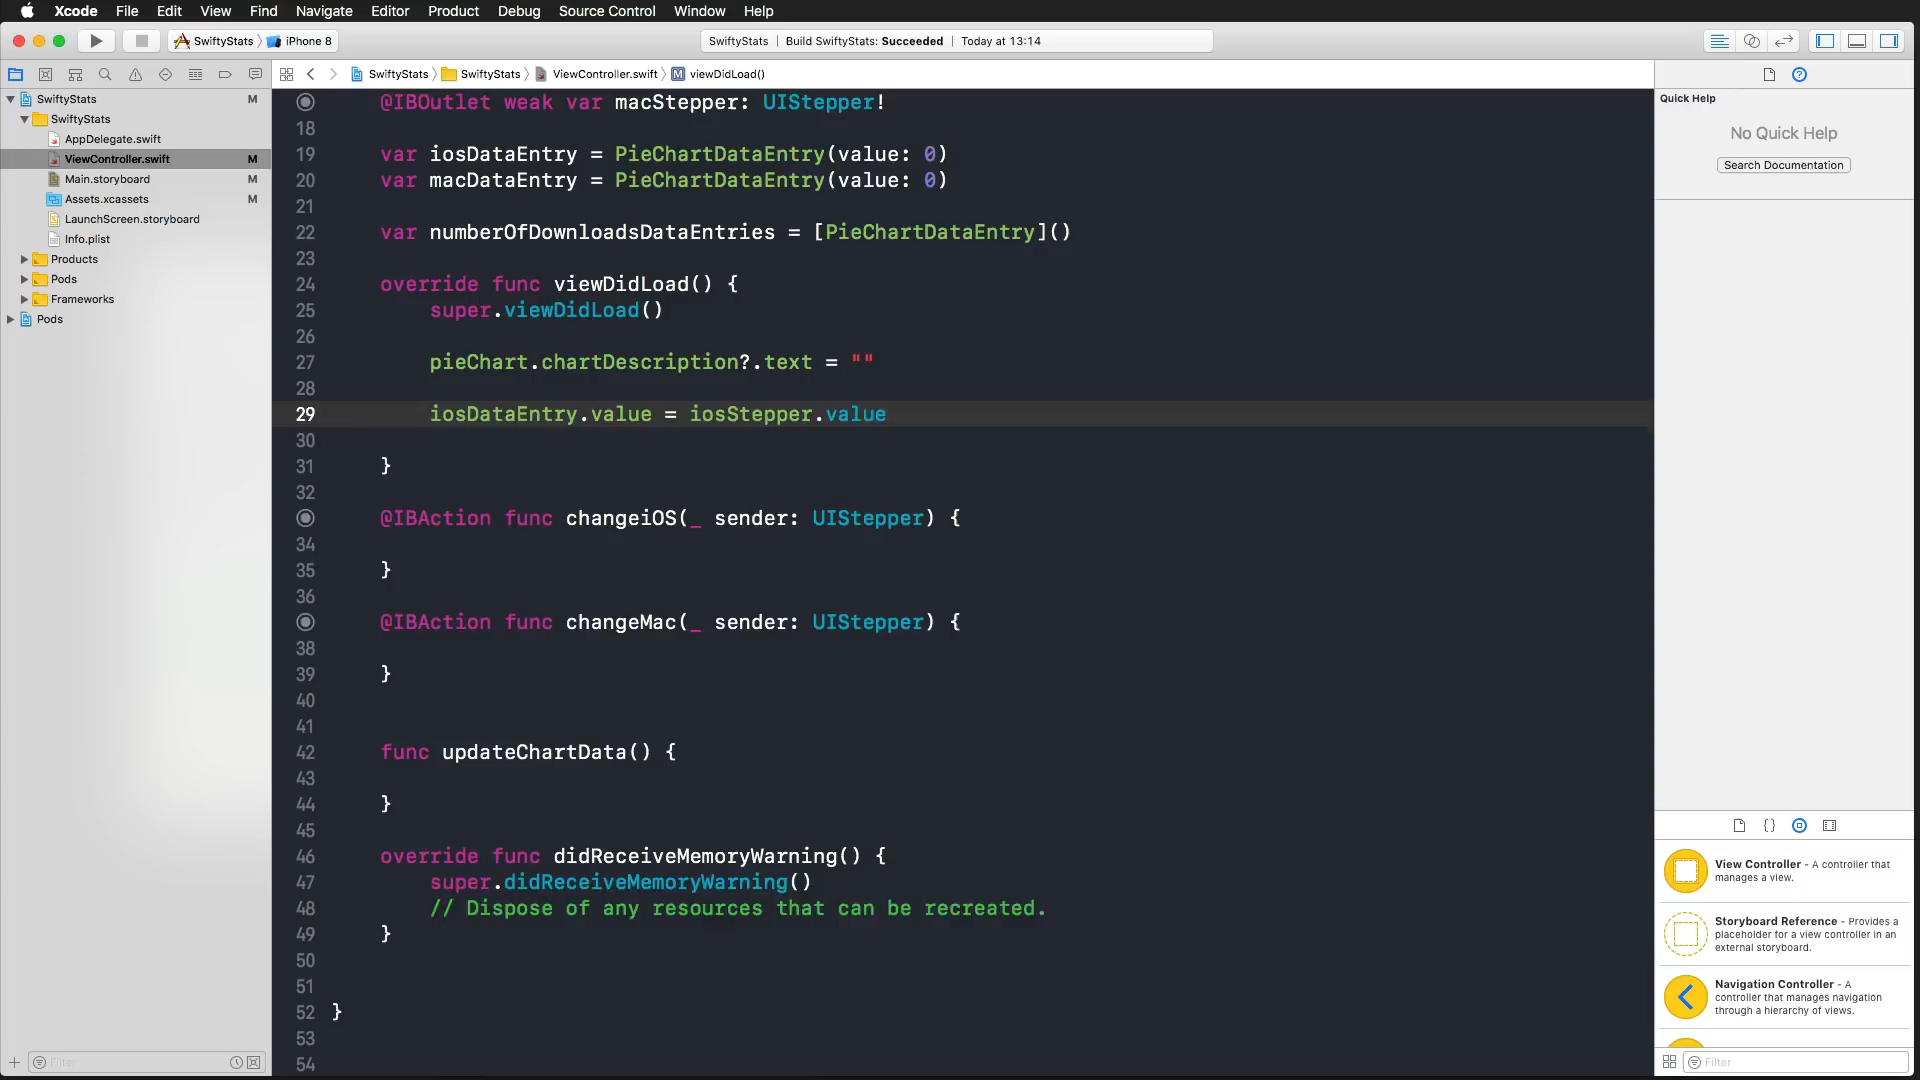 Xcode File Edit View Find Navigate Editor Product Debug Source Control Window Help
SwiftyStats iPhone 8
SwiftyStats | Build SwiftyStats: Succeeded | Today at 13:14
SwiftyStats SwiftyStats ViewController.swift M viewDidLoad()
SwiftyStats M
SwiftyStats
AppDelegate.swift
ViewController.swift M
Main.storyboard M
Assets.xcassets M
LaunchScreen.storyboard
Info.plist
Products
Pods
Frameworks
Pods
Filter
@IBOutlet weak var macStepper: UIStepper!
18
19 var iosDataEntry = PieChartDataEntry(value: 0)
20 var macDataEntry = PieChartDataEntry(value: 0)
21
22 var numberOfDownloadsDataEntries = [PieChartDataEntry]()
23
24 override func viewDidLoad() {
25 super.viewDidLoad()
26
27 pieChart.chartDescription?.text = ""
28
29 iosDataEntry.value = iosStepper.value
30
31 }
32
@IBAction func changeiOS(_ sender: UIStepper) {
34
35 }
36
@IBAction func changeMac(_ sender: UIStepper) {
38
39 }
40
41
42 func updateChartData() {
43
44 }
45
46 override func didReceiveMemoryWarning() {
47 super.didReceiveMemoryWarning()
48 // Dispose of any resources that can be recreated.
49 }
50
51
52 }
53
54
Quick Help
No Quick Help
Search Documentation
View Controller - A controller that
manages a view.
Storyboard Reference - Provides a
placeholder for a view controller in an
external storyboard.
Navigation Controller - A
controller that manages navigation
through a hierarchy of views.
Filter